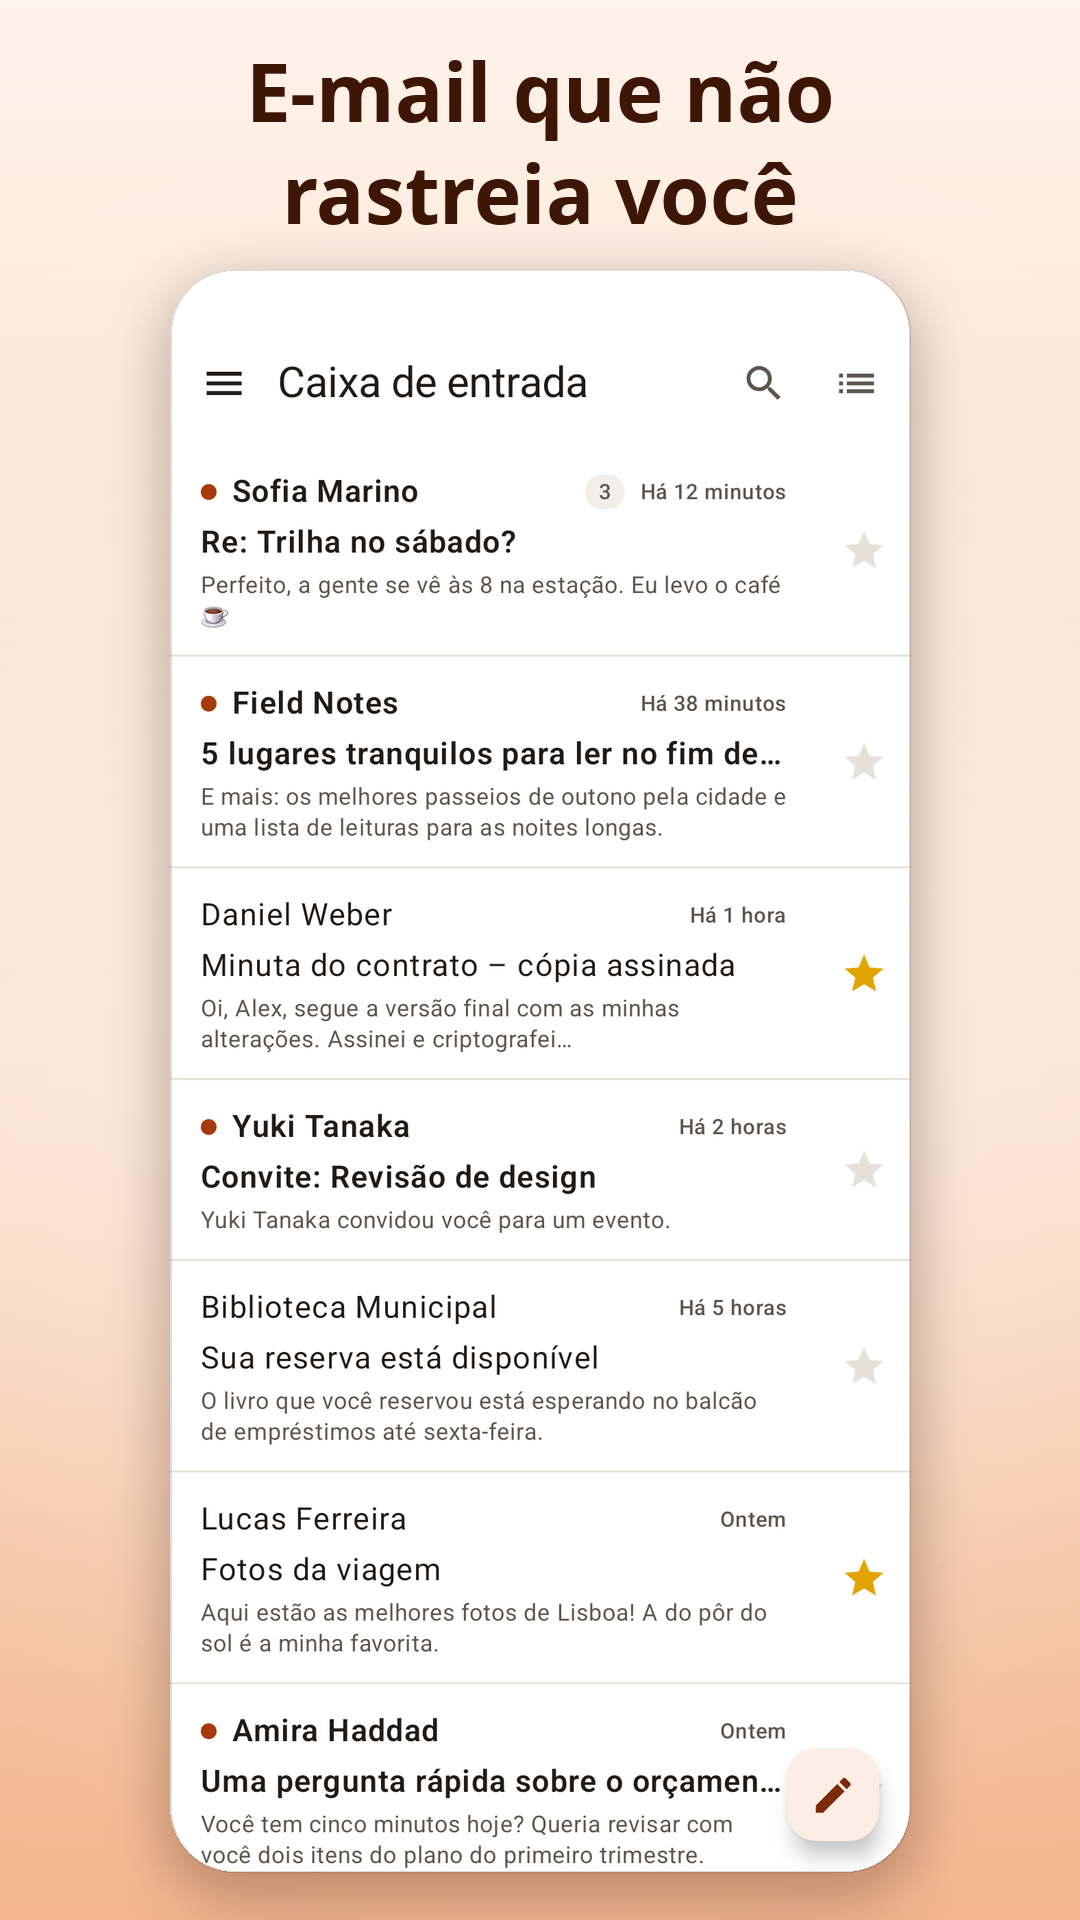 E-mail que não
rastreia você
Caixa de entrada
Sofia Marino 3 Há 12 minutos
Re: Trilha no sábado?
Perfeito, a gente se vê às 8 na estação. Eu levo o café
☕
Field Notes Há 38 minutos
5 lugares tranquilos para ler no fim de…
E mais: os melhores passeios de outono pela cidade e
uma lista de leituras para as noites longas.
Daniel Weber Há 1 hora
Minuta do contrato – cópia assinada
Oi, Alex, segue a versão final com as minhas
alterações. Assinei e criptografei…
Yuki Tanaka Há 2 horas
Convite: Revisão de design
Yuki Tanaka convidou você para um evento.
Biblioteca Municipal Há 5 horas
Sua reserva está disponível
O livro que você reservou está esperando no balcão
de empréstimos até sexta-feira.
Lucas Ferreira Ontem
Fotos da viagem
Aqui estão as melhores fotos de Lisboa! A do pôr do
sol é a minha favorita.
Amira Haddad Ontem
Uma pergunta rápida sobre o orçamen…
Você tem cinco minutos hoje? Queria revisar com
você dois itens do plano do primeiro trimestre.